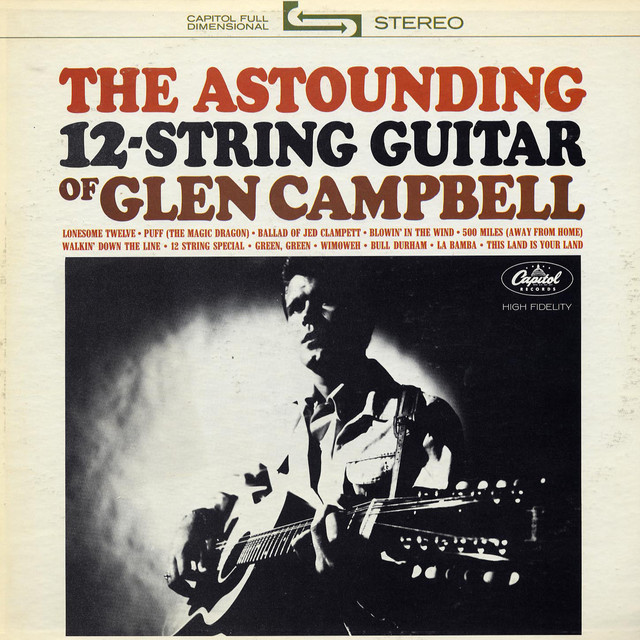 CAPITOL FULL
DIMENSIONAL
STEREO
THE ASTOUNDING
12-STRING GUITAR
OF GLEN CAMPBELL
LONESOME TWELVE • PUFF (THE MAGIC DRAGON) • BALLAD OF JED CLAMPETT • BLOWIN' IN THE WIND • 500 MILES (AWAY FROM HOME)
WALKIN' DOWN THE LINE • 12 STRING SPECIAL • GREEN, GREEN • WIMOWEH • BULL DURHAM • LA BAMBA • THIS LAND IS YOUR LAND
Capitol
RECORDS
HIGH FIDELITY